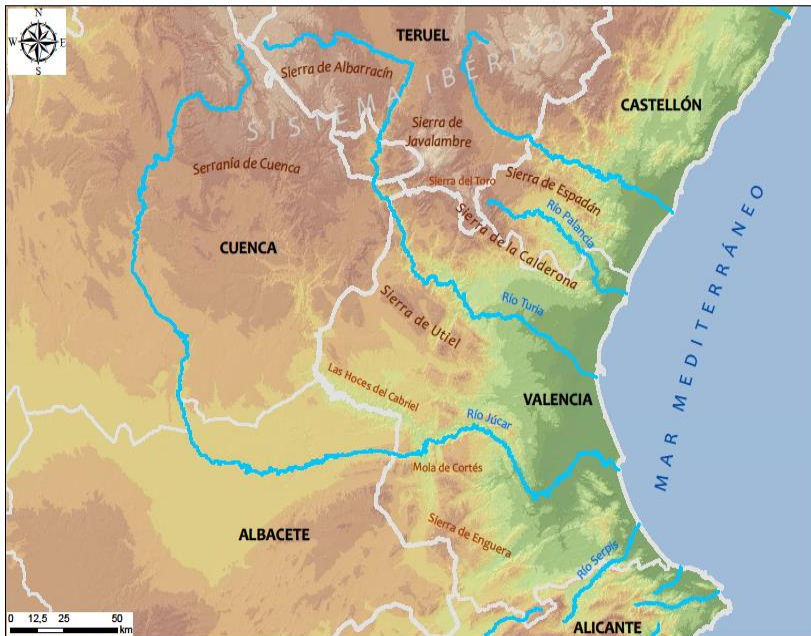 N
W E
S
TERUEL
Sierra de Albarracín
SISTEMA IBÉRICO
CASTELLÓN
Sierra de
Javalambre
Serranía de Cuenca
Sierra del Toro
Sierra de Espadán
Río Palancia
Sierra de la Calderona
CUENCA
MAR MEDITERRÁNEO
Río Turia
Sierra de Utiel
Las Hoces del Cabriel
VALENCIA
Río Júcar
Mola de Cortés
Sierra de Enguera
ALBACETE
Río Serpis
ALICANTE
0 12,5 25 50
km